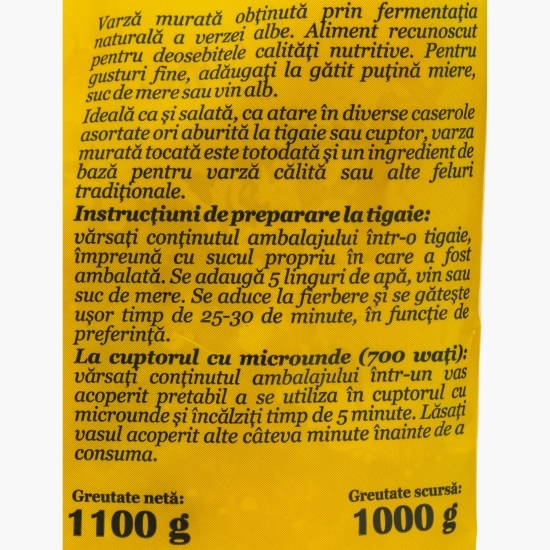 Varză murată obținută prin fermentația
naturală a verzei albe. Aliment recunoscut
pentru deosebitele calități nutritive. Pentru
gusturi fine, adăugați la gătit puțină miere,
suc de mere sau vin alb.
Ideală ca și salată, ca atare în diverse caserole
asortate ori aburită la tigaie sau cuptor, varza
murată tocată este totodată și un ingredient de
bază pentru varză călită sau alte feluri
tradiționale.
Instrucțiuni de preparare la tigaie:
vărsați conținutul ambalajului într-o tigaie,
împreună cu sucul propriu în care a fost
ambalată. Se adaugă 5 linguri de apă, vin sau
suc de mere. Se aduce la fierbere și se gătește
ușor timp de 25-30 de minute, în funcție de
preferință.
La cuptorul cu microunde (700 wați):
vărsați conținutul ambalajului într-un vas
acoperit pretabil a se utiliza în cuptorul cu
microunde și încălziți timp de 5 minute. Lăsați
vasul acoperit alte câteva minute înainte de a
consuma.
Greutate netă:
1100 g
Greutate scursă:
1000 g